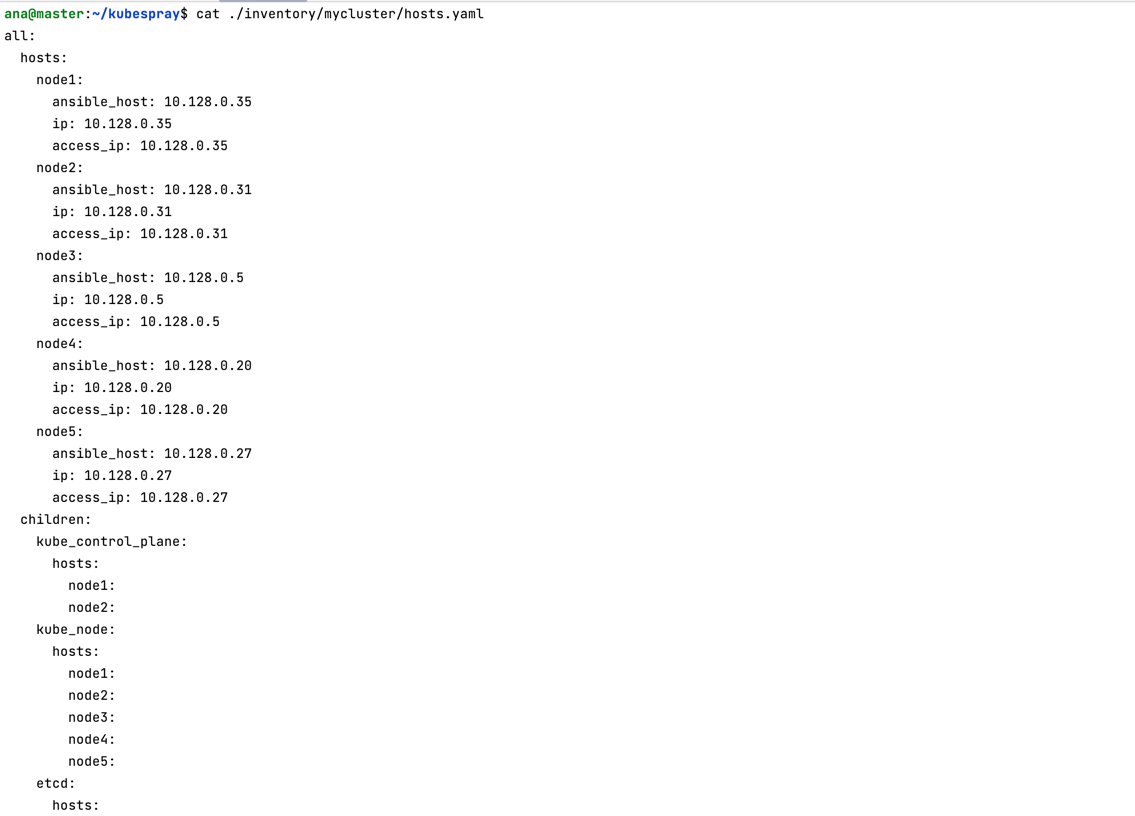 ana@master:~/kubespray$ cat ./inventory/mycluster/hosts.yaml
all:
  hosts:
    node1:
      ansible_host: 10.128.0.35
      ip: 10.128.0.35
      access_ip: 10.128.0.35
    node2:
      ansible_host: 10.128.0.31
      ip: 10.128.0.31
      access_ip: 10.128.0.31
    node3:
      ansible_host: 10.128.0.5
      ip: 10.128.0.5
      access_ip: 10.128.0.5
    node4:
      ansible_host: 10.128.0.20
      ip: 10.128.0.20
      access_ip: 10.128.0.20
    node5:
      ansible_host: 10.128.0.27
      ip: 10.128.0.27
      access_ip: 10.128.0.27
  children:
    kube_control_plane:
      hosts:
        node1:
        node2:
    kube_node:
      hosts:
        node1:
        node2:
        node3:
        node4:
        node5:
    etcd:
      hosts: